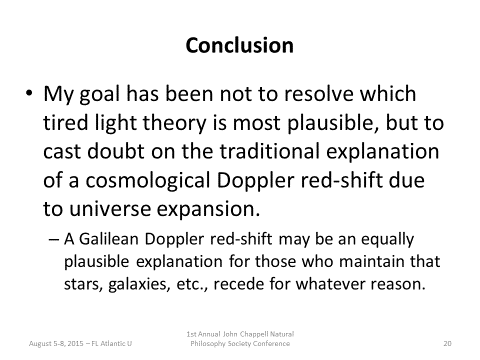 Conclusion
• My goal has been not to resolve which
tired light theory is most plausible, but to
cast doubt on the traditional explanation
of a cosmological Doppler red-shift due
to universe expansion.
– A Galilean Doppler red-shift may be an equally
plausible explanation for those who maintain that
stars, galaxies, etc., recede for whatever reason.
August 5-8, 2015 – FL Atlantic U
1st Annual John Chappell Natural
Philosophy Society Conference
20